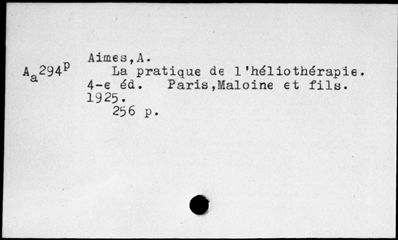 Aimes,A.
Aa294p La pratique de l'héliothérapie.
4-e éd. Paris,Maloine et fils.
1925.
256 p.